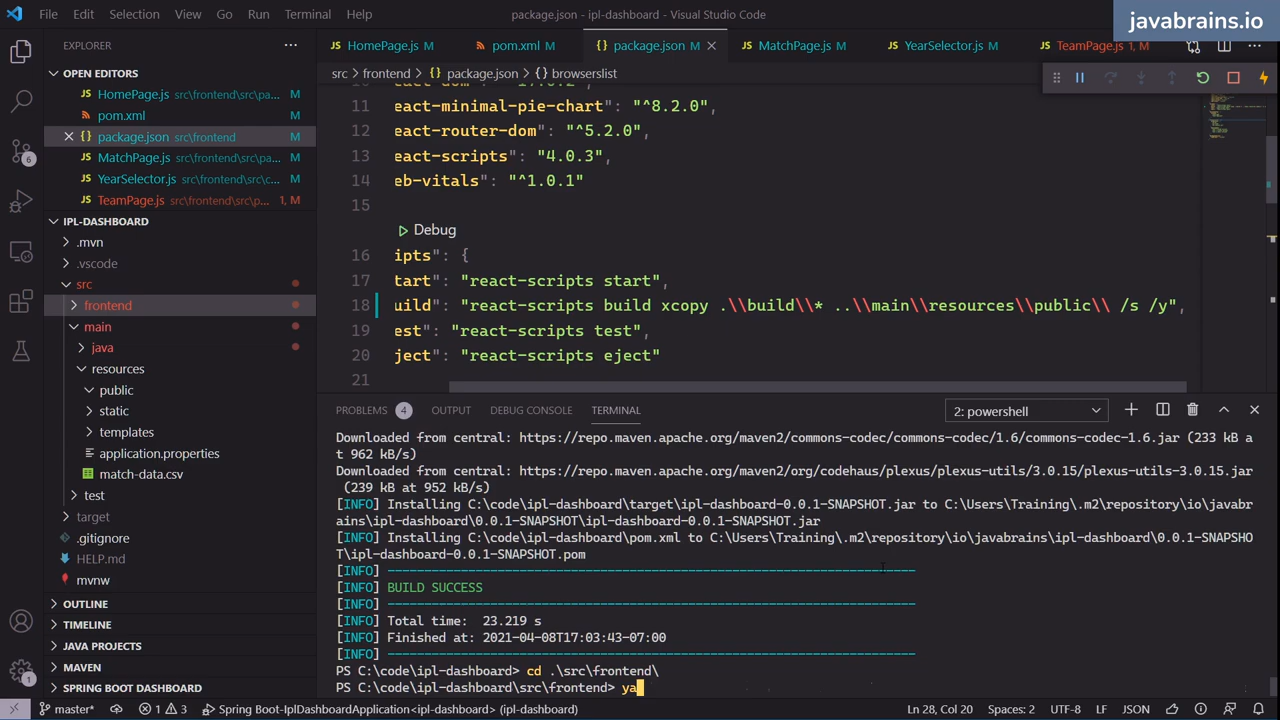 File Edit Selection View Go Run Terminal Help
package.json - ipl-dashboard - Visual Studio Code
javabrains.io
EXPLORER
OPEN EDITORS
HomePage.js src\frontend\src\pa... M
pom.xml M
package.json src\frontend M
MatchPage.js src\frontend\src\pa... M
YearSelector.js src\frontend\src\c... M
TeamPage.js src\frontend\src\p... 1, M
IPL-DASHBOARD
.mvn
.vscode
src
frontend
main
java
resources
public
static
templates
application.properties
match-data.csv
test
target
.gitignore
HELP.md
mvnw
OUTLINE
TIMELINE
JAVA PROJECTS
MAVEN
SPRING BOOT DASHBOARD
6
1
HomePage.js M pom.xml M package.json M MatchPage.js M YearSelector.js M TeamPage.js 1, M
src > frontend > package.json > browserslist
11 eact-minimal-pie-chart": "^8.2.0",
12 eact-router-dom": "^5.2.0",
13 eact-scripts": "4.0.3",
14 eb-vitals": "^1.0.1"
15
Debug
16 ipts": {
17 tart": "react-scripts start",
18 uild": "react-scripts build xcopy .\\build\\* ..\\main\\resources\\public\\ /s /y",
19 est": "react-scripts test",
20 ject": "react-scripts eject"
21
PROBLEMS 4 OUTPUT DEBUG CONSOLE TERMINAL 2: powershell
Downloaded from central: https://repo.maven.apache.org/maven2/commons-codec/commons-codec/1.6/commons-codec-1.6.jar (233 kB a
t 962 kB/s)
Downloaded from central: https://repo.maven.apache.org/maven2/org/codehaus/plexus/plexus-utils/3.0.15/plexus-utils-3.0.15.jar
(239 kB at 952 kB/s)
[INFO] Installing C:\code\ipl-dashboard\target\ipl-dashboard-0.0.1-SNAPSHOT.jar to C:\Users\Training\.m2\repository\io\javabr
ains\ipl-dashboard\0.0.1-SNAPSHOT\ipl-dashboard-0.0.1-SNAPSHOT.jar
[INFO] Installing C:\code\ipl-dashboard\pom.xml to C:\Users\Training\.m2\repository\io\javabrains\ipl-dashboard\0.0.1-SNAPSHO
T\ipl-dashboard-0.0.1-SNAPSHOT.pom
[INFO] ------------------------------------------------------------------------
[INFO] BUILD SUCCESS
[INFO] ------------------------------------------------------------------------
[INFO] Total time:  23.219 s
[INFO] Finished at: 2021-04-08T17:03:43-07:00
[INFO] ------------------------------------------------------------------------
PS C:\code\ipl-dashboard> cd .\src\frontend\
PS C:\code\ipl-dashboard\src\frontend> ya
master* 1 3 Spring Boot-IplDashboardApplication<ipl-dashboard> (ipl-dashboard) Ln 28, Col 20 Spaces: 2 UTF-8 LF JSON